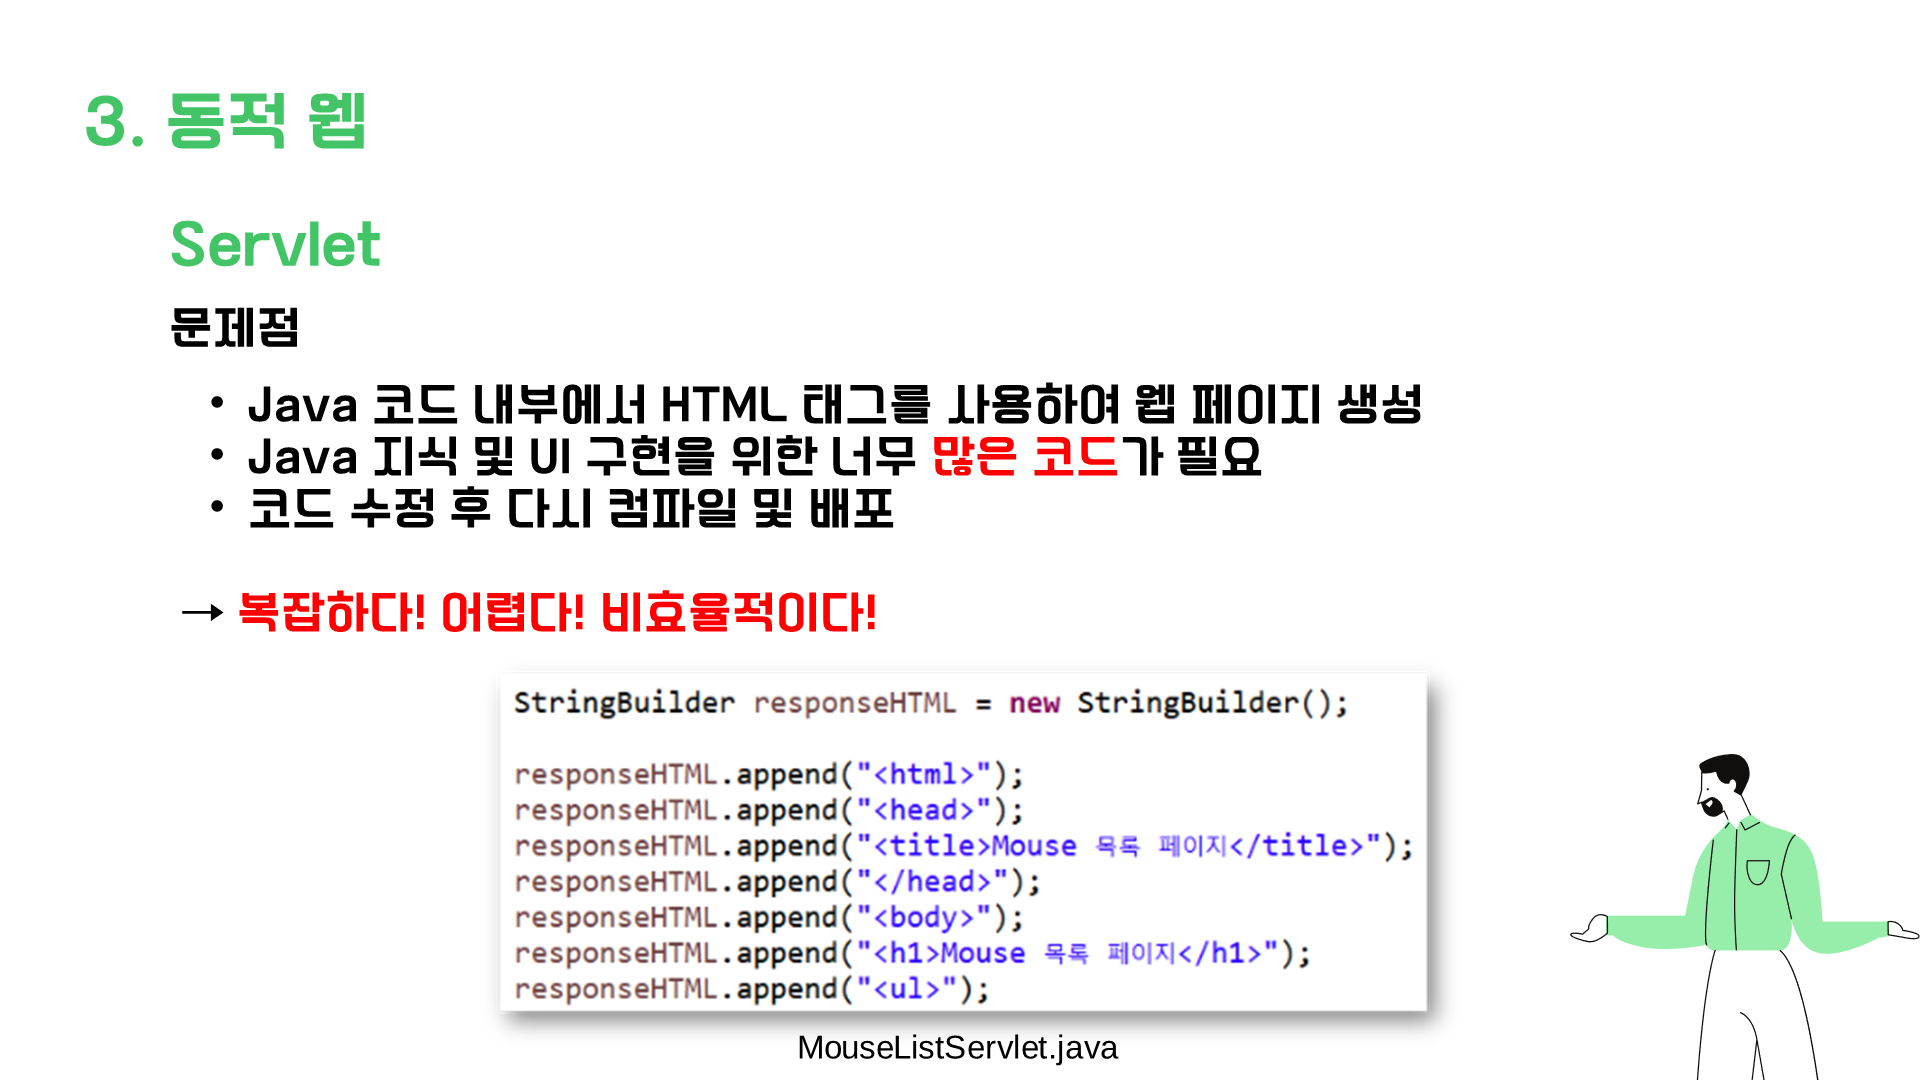 3. 동적 웹
Servlet
문제점
• Java 코드 내부에서 HTML 태그를 사용하여 웹 페이지 생성
• Java 지식 및 UI 구현을 위한 너무 많은 코드가 필요
• 코드 수정 후 다시 컴파일 및 배포
→ 복잡하다! 어렵다! 비효율적이다!
StringBuilder responseHTML = new StringBuilder();
responseHTML.append("<html>");
responseHTML.append("<head>");
responseHTML.append("<title>Mouse 목록 페이지</title>");
responseHTML.append("</head>");
responseHTML.append("<body>");
responseHTML.append("<h1>Mouse 목록 페이지</h1>");
responseHTML.append("<ul>");
MouseListServlet.java